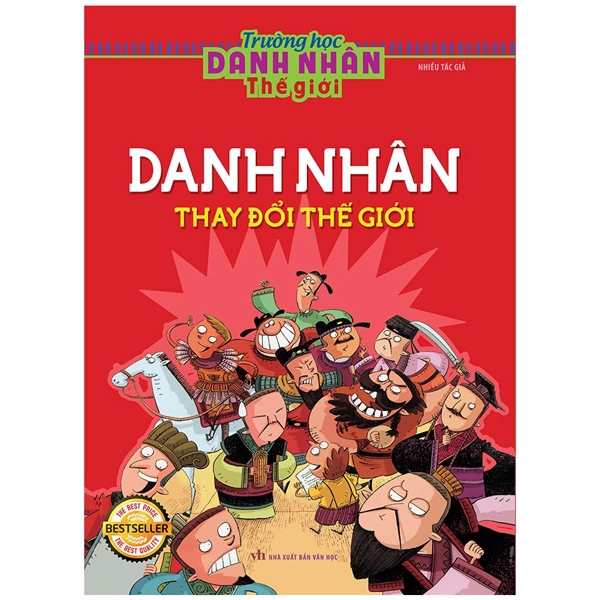 Trường học
DANH NHÂN
Thế giới
NHIỀU TÁC GIẢ
DANH NHÂN
THAY ĐỔI THẾ GIỚI
THE BEST PRICE
BESTSELLER
THE BEST QUALITY
vh NHÀ XUẤT BẢN VĂN HỌC